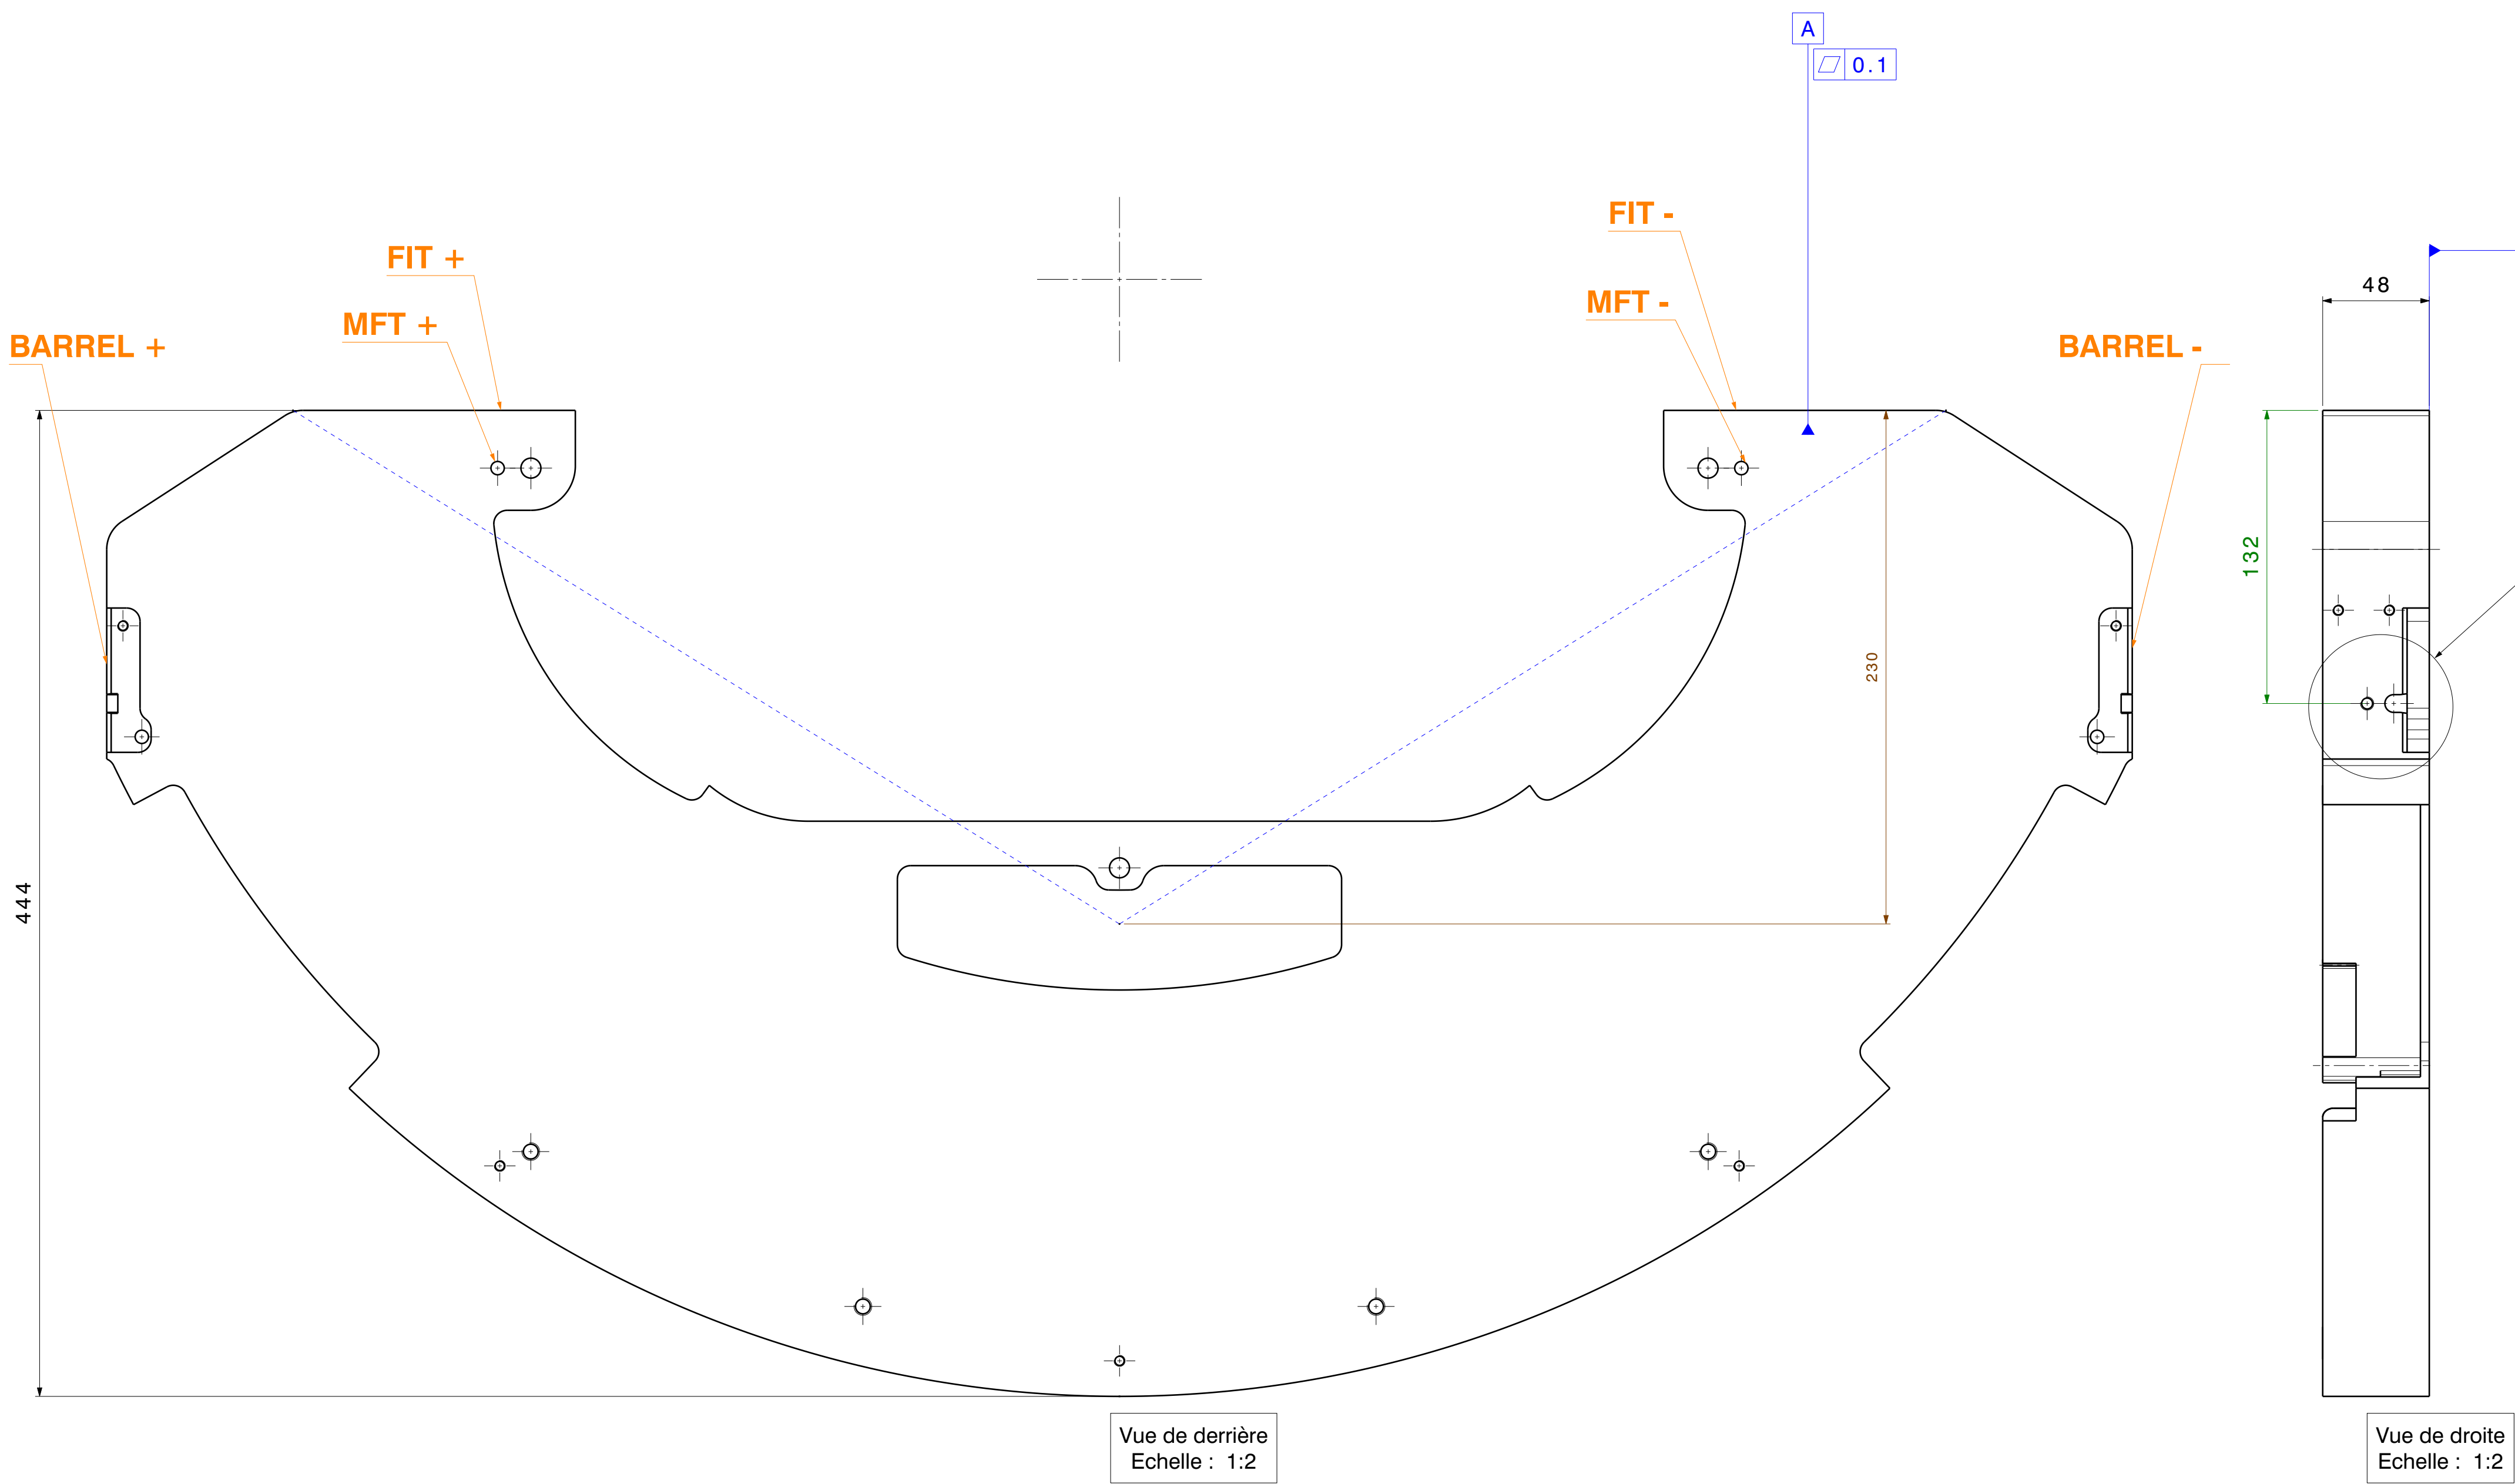 A
0.1
FIT -
FIT +
48
MFT -
MFT +
BARREL +
BARREL -
132
230
444
Vue de derrière
Echelle : 1:2
Vue de droite
Echelle : 1:2